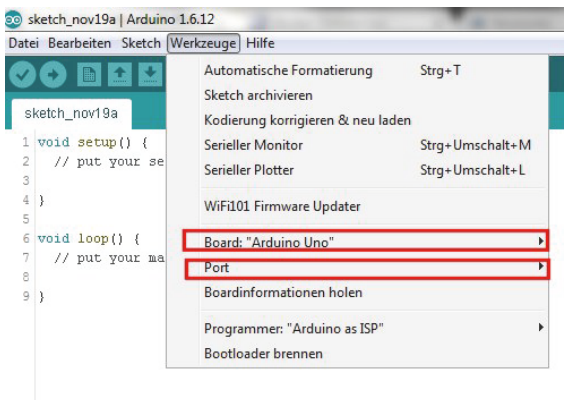 sketch_nov19a | Arduino 1.6.12
Datei Bearbeiten Sketch Werkzeuge Hilfe
sketch_nov19a
1 void setup() {
2 // put your se
3
4 }
5
6 void loop() {
7 // put your ma
8
9 }
Automatische Formatierung Strg+T
Sketch archivieren
Kodierung korrigieren & neu laden
Serieller Monitor Strg+Umschalt+M
Serieller Plotter Strg+Umschalt+L
WiFi101 Firmware Updater
Board: "Arduino Uno"
Port
Boardinformationen holen
Programmer: "Arduino as ISP"
Bootloader brennen